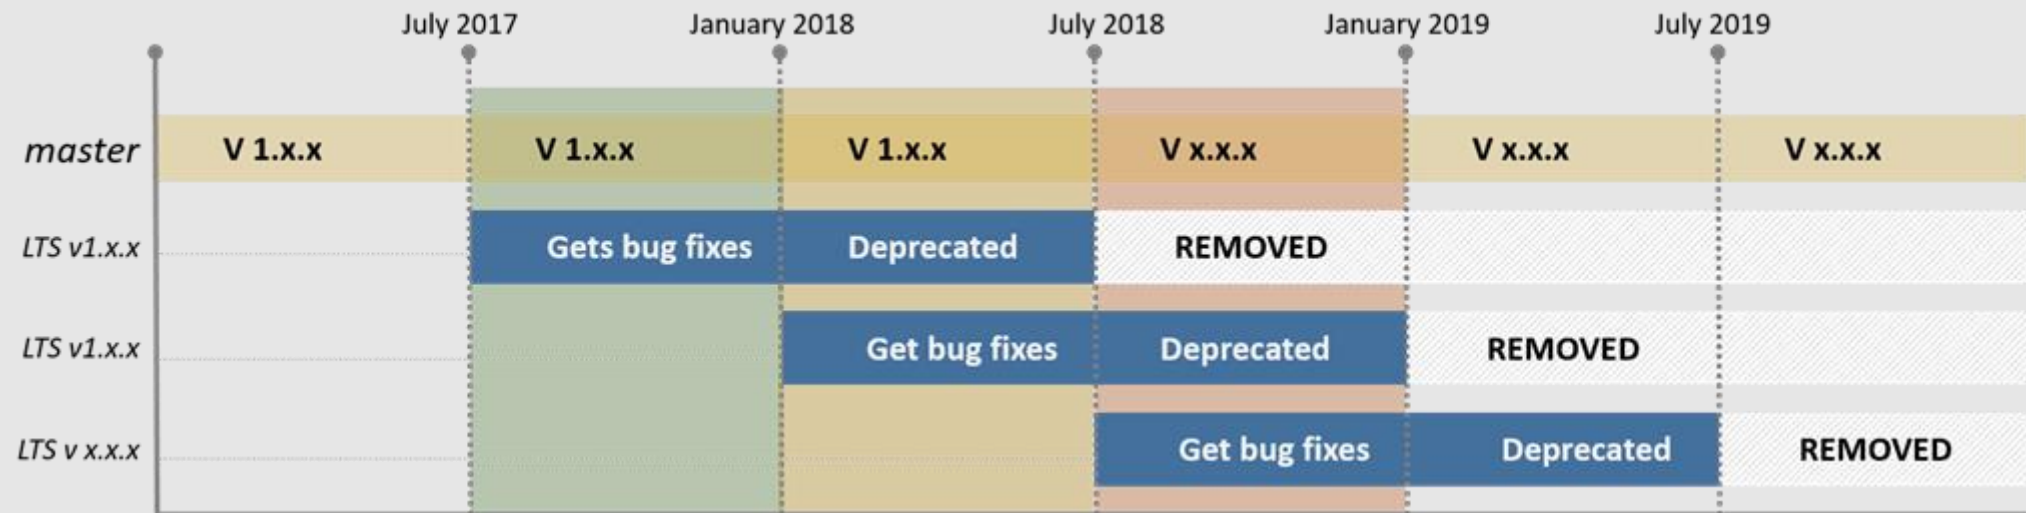 July 2017 January 2018 July 2018 January 2019 July 2019
master V 1.x.x V 1.x.x V 1.x.x V x.x.x V x.x.x V x.x.x
LTS v1.x.x Gets bug fixes Deprecated REMOVED
LTS v1.x.x Get bug fixes Deprecated REMOVED
LTS v x.x.x Get bug fixes Deprecated REMOVED